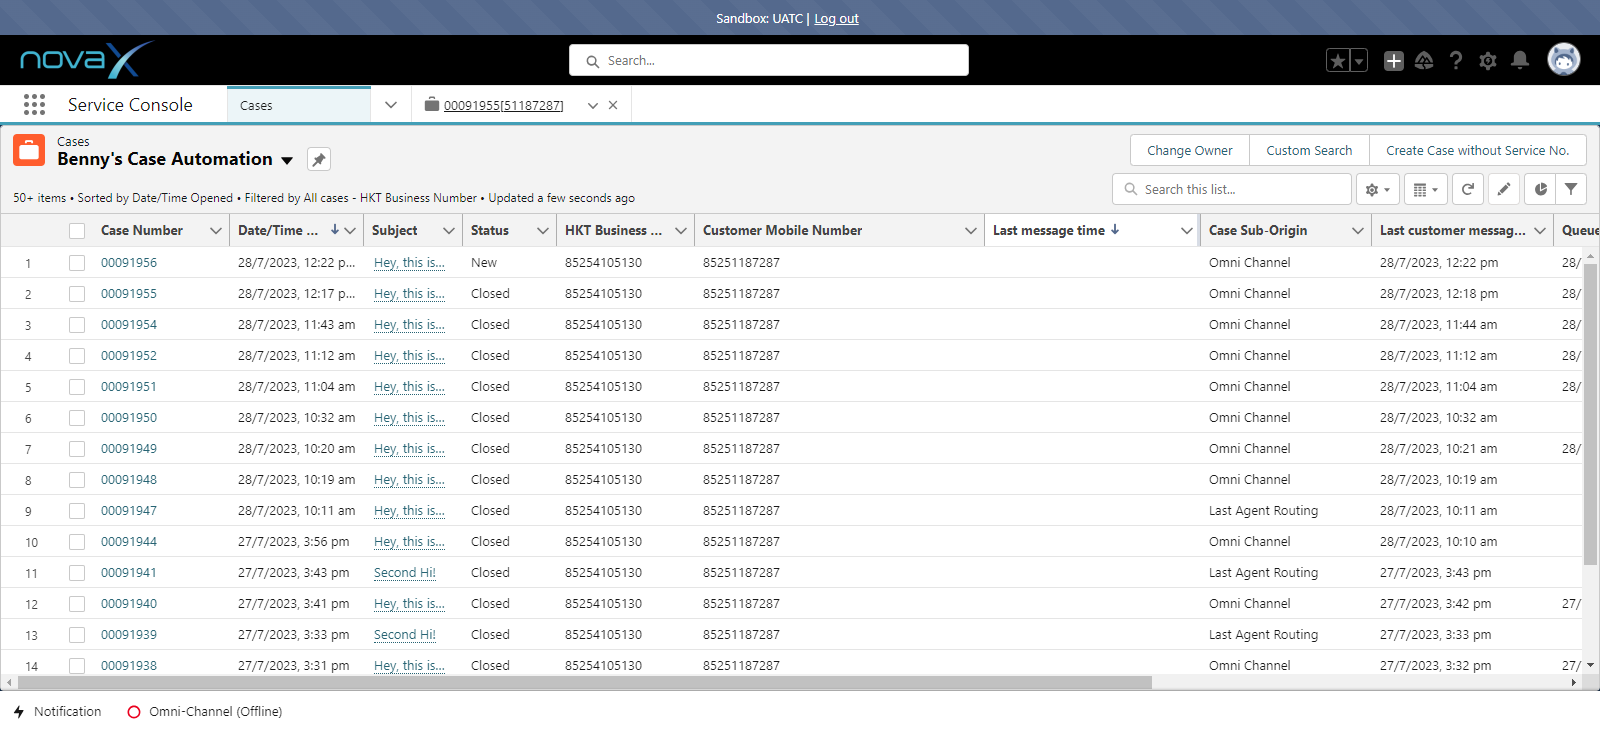 Sandbox: UATC | Log out
novaX
Search...
Service Console
Cases
00091955[51187287]
Cases
Benny's Case Automation
Change Owner
Custom Search
Create Case without Service No.
50+ items • Sorted by Date/Time Opened • Filtered by All cases - HKT Business Number • Updated a few seconds ago
Search this list...
Case Number Date/Time ... Subject Status HKT Business ... Customer Mobile Number Last message time Case Sub-Origin Last customer messag... Queue
1 00091956 28/7/2023, 12:22 p... Hey, this is... New 85254105130 85251187287 Omni Channel 28/7/2023, 12:22 pm 28/
2 00091955 28/7/2023, 12:17 p... Hey, this is... Closed 85254105130 85251187287 Omni Channel 28/7/2023, 12:18 pm 28/
3 00091954 28/7/2023, 11:43 am Hey, this is... Closed 85254105130 85251187287 Omni Channel 28/7/2023, 11:44 am 28/
4 00091952 28/7/2023, 11:12 am Hey, this is... Closed 85254105130 85251187287 Omni Channel 28/7/2023, 11:12 am 28/
5 00091951 28/7/2023, 11:04 am Hey, this is... Closed 85254105130 85251187287 Omni Channel 28/7/2023, 11:04 am 28/
6 00091950 28/7/2023, 10:32 am Hey, this is... Closed 85254105130 85251187287 Omni Channel 28/7/2023, 10:32 am
7 00091949 28/7/2023, 10:20 am Hey, this is... Closed 85254105130 85251187287 Omni Channel 28/7/2023, 10:21 am 28/
8 00091948 28/7/2023, 10:19 am Hey, this is... Closed 85254105130 85251187287 Omni Channel 28/7/2023, 10:19 am
9 00091947 28/7/2023, 10:11 am Hey, this is... Closed 85254105130 85251187287 Last Agent Routing 28/7/2023, 10:11 am
10 00091944 27/7/2023, 3:56 pm Hey, this is... Closed 85254105130 85251187287 Omni Channel 28/7/2023, 10:10 am
11 00091941 27/7/2023, 3:43 pm Second Hi! Closed 85254105130 85251187287 Last Agent Routing 27/7/2023, 3:43 pm
12 00091940 27/7/2023, 3:41 pm Hey, this is... Closed 85254105130 85251187287 Omni Channel 27/7/2023, 3:42 pm 27/
13 00091939 27/7/2023, 3:33 pm Second Hi! Closed 85254105130 85251187287 Last Agent Routing 27/7/2023, 3:33 pm
14 00091938 27/7/2023, 3:31 pm Hey, this is... Closed 85254105130 85251187287 Omni Channel 27/7/2023, 3:32 pm 27/
Notification
Omni-Channel (Offline)